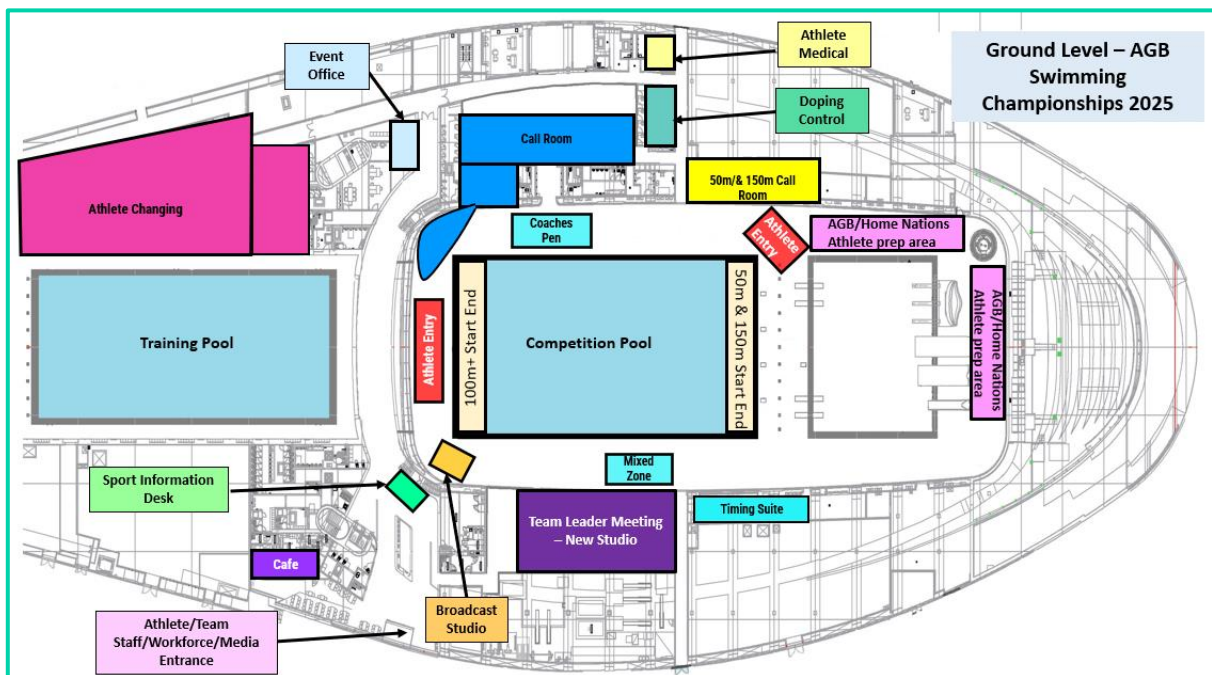 Ground Level – AGB
Swimming
Championships 2025
Event
Office
Athlete
Medical
Doping
Control
Call Room
50m/& 150m Call
Room
Athlete Changing
Coaches
Pen
Athlete
Entry
AGB/Home Nations
Athlete prep area
AGB/Home Nations
Athlete prep area
Training Pool
Athlete Entry
100m+ Start End
Competition Pool
50m & 150m Start End
Sport Information
Desk
Mixed
Zone
Team Leader Meeting
– New Studio
Timing Suite
Cafe
Broadcast
Studio
Athlete/Team
Staff/Workforce/Media
Entrance